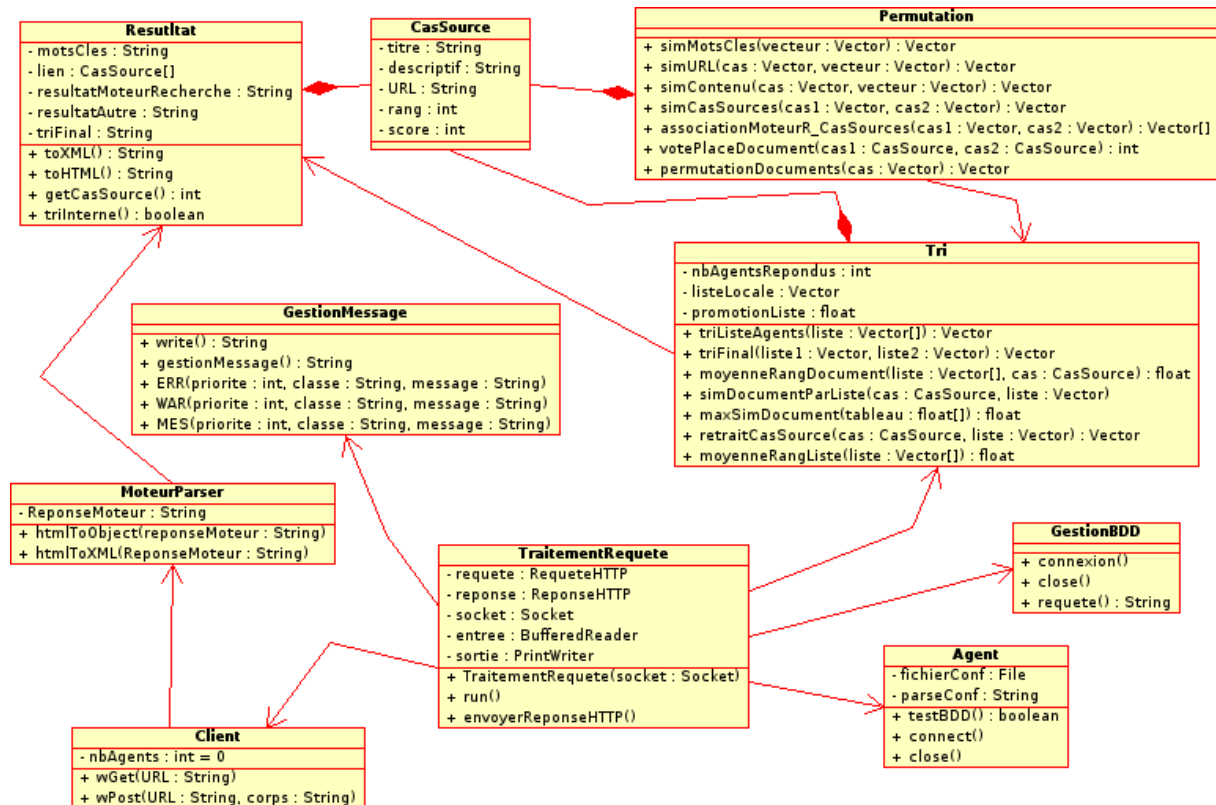 Resutltat
- motsCles : String
- lien : CasSource[]
- resultatMoteurRecherche : String
- resultatAutre : String
- triFinal : String
+ toXML() : String
+ toHTML() : String
+ getCasSource() : int
+ triInterne() : boolean
CasSource
- titre : String
- descriptif : String
- URL : String
- rang : int
- score : int
Permutation
+ simMotsCles(vecteur : Vector) : Vector
+ simURL(cas : Vector, vecteur : Vector) : Vector
+ simContenu(cas : Vector, vecteur : Vector) : Vector
+ simCasSources(cas1 : Vector, cas2 : Vector) : Vector
+ associationMoteurR_CasSources(cas1 : Vector, cas2 : Vector) : Vector[]
+ votePlaceDocument(cas1 : CasSource, cas2 : CasSource) : int
+ permutationDocuments(cas : Vector) : Vector
Tri
- nbAgentsRepondus : int
- listeLocale : Vector
- promotionListe : float
+ triListeAgents(liste : Vector[]) : Vector
+ triFinal(liste1 : Vector, liste2 : Vector) : Vector
+ moyenneRangDocument(liste : Vector[], cas : CasSource) : float
+ simDocumentParListe(cas : CasSource, liste : Vector)
+ maxSimDocument(tableau : float[]) : float
+ retraitCasSource(cas : CasSource, liste : Vector) : Vector
+ moyenneRangListe(liste : Vector[]) : float
GestionMessage
+ write() : String
+ gestionMessage() : String
+ ERR(priorite : int, classe : String, message : String)
+ WAR(priorite : int, classe : String, message : String)
+ MES(priorite : int, classe : String, message : String)
MoteurParser
- ReponseMoteur : String
+ htmlToObject(reponseMoteur : String)
+ htmlToXML(ReponseMoteur : String)
TraitementRequete
- requete : RequeteHTTP
- reponse : ReponseHTTP
- socket : Socket
- entree : BufferedReader
- sortie : PrintWriter
+ TraitementRequete(socket : Socket)
+ run()
+ envoyerReponseHTTP()
GestionBDD
+ connexion()
+ close()
+ requete() : String
Agent
- fichierConf : File
- parseConf : String
+ testBDD() : boolean
+ connect()
+ close()
Client
- nbAgents : int = 0
+ wGet(URL : String)
+ wPost(URL : String, corps : String)